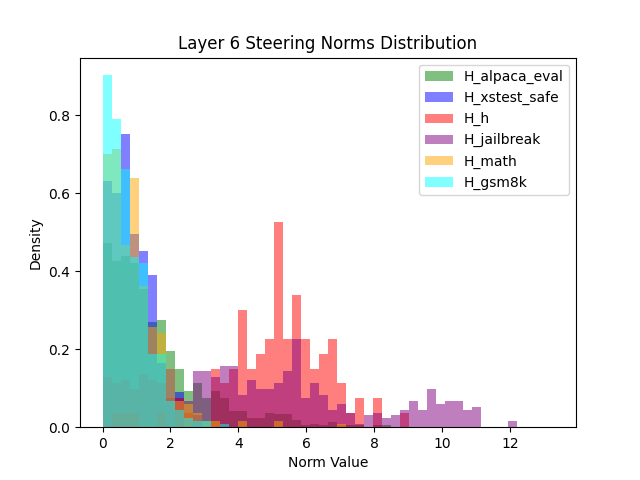 Layer 6 Steering Norms Distribution
H_alpaca_eval
H_xstest_safe
H_h
H_jailbreak
H_math
H_gsm8k
Density
0.8
0.6
0.4
0.2
0.0
0 2 4 6 8 10 12
Norm Value